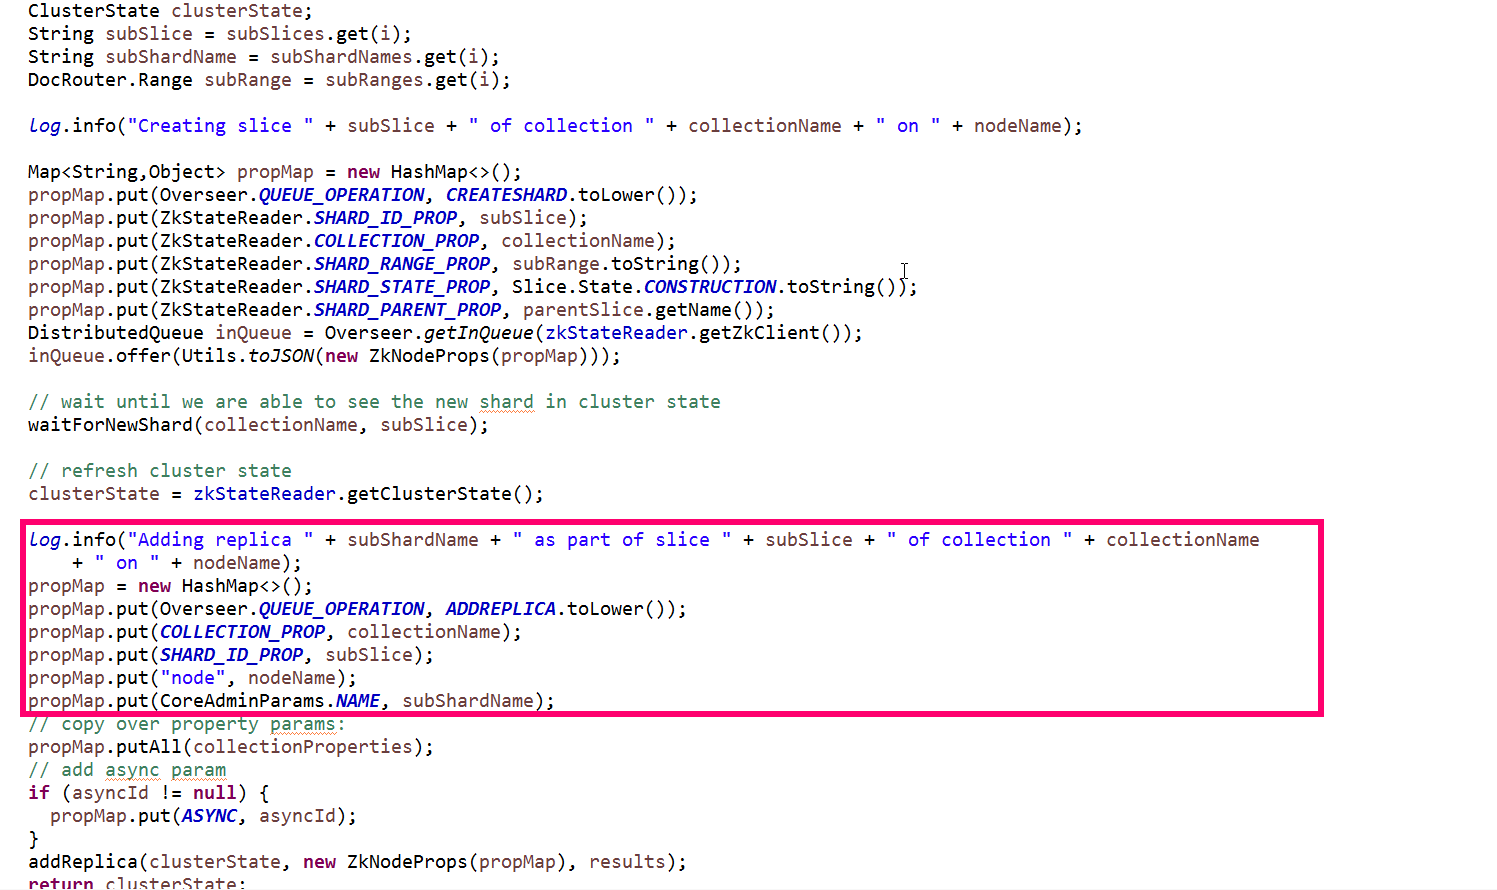 ClusterState clusterState;
String subSlice = subSlices.get(i);
String subShardName = subShardNames.get(i);
DocRouter.Range subRange = subRanges.get(i);
log.info("Creating slice " + subSlice + " of collection " + collectionName + " on " + nodeName);
Map<String,Object> propMap = new HashMap<>();
propMap.put(Overseer.QUEUE_OPERATION, CREATESHARD.toLower());
propMap.put(ZkStateReader.SHARD_ID_PROP, subSlice);
propMap.put(ZkStateReader.COLLECTION_PROP, collectionName);
propMap.put(ZkStateReader.SHARD_RANGE_PROP, subRange.toString());
propMap.put(ZkStateReader.SHARD_STATE_PROP, Slice.State.CONSTRUCTION.toString());
propMap.put(ZkStateReader.SHARD_PARENT_PROP, parentSlice.getName());
DistributedQueue inQueue = Overseer.getInQueue(zkStateReader.getZkClient());
inQueue.offer(Utils.toJSON(new ZkNodeProps(propMap)));
// wait until we are able to see the new shard in cluster state
waitForNewShard(collectionName, subSlice);
// refresh cluster state
clusterState = zkStateReader.getClusterState();
log.info("Adding replica " + subShardName + " as part of slice " + subSlice + " of collection " + collectionName
+ " on " + nodeName);
propMap = new HashMap<>();
propMap.put(Overseer.QUEUE_OPERATION, ADDREPLICA.toLower());
propMap.put(COLLECTION_PROP, collectionName);
propMap.put(SHARD_ID_PROP, subSlice);
propMap.put("node", nodeName);
propMap.put(CoreAdminParams.NAME, subShardName);
// copy over property params:
propMap.putAll(collectionProperties);
// add async param
if (asyncId != null) {
propMap.put(ASYNC, asyncId);
}
addReplica(clusterState, new ZkNodeProps(propMap), results);
return clusterState;